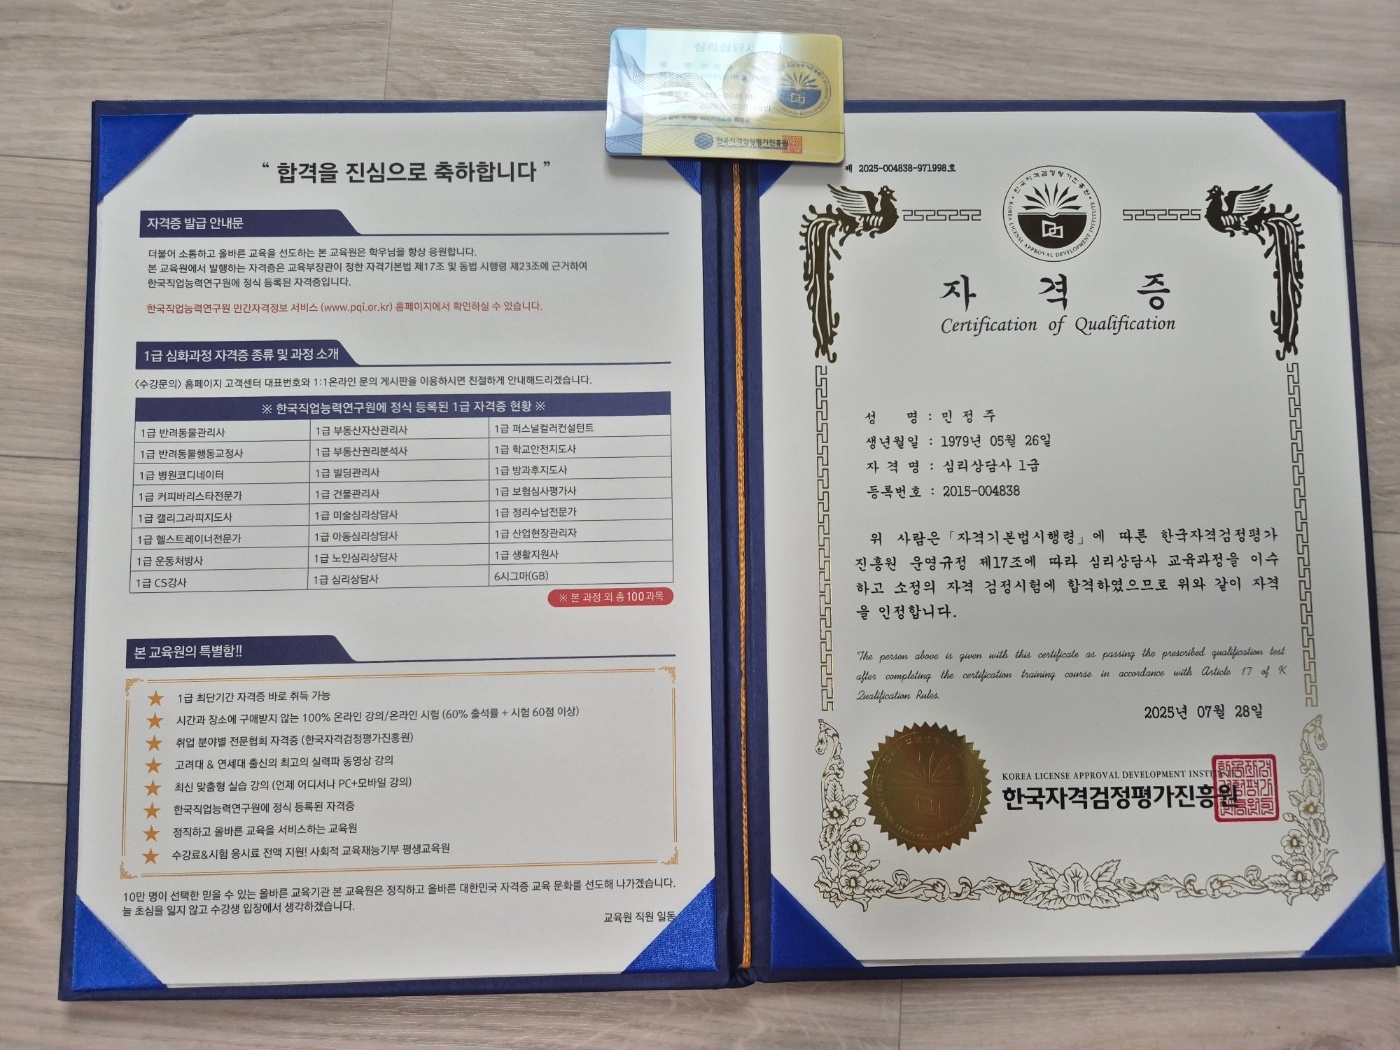 “ 합격을 진심으로 축하합니다 ”
자격증 발급 안내문
더불어 소통하고 올바른 교육을 선도하는 본 교육원은 학우님을 항상 응원합니다.
본 교육원에서 발행하는 자격증은 교육부장관이 정한 자격기본법 제17조 및 동법 시행령 제23조에 근거하여
한국직업능력연구원에 정식 등록된 자격증입니다.
한국직업능력연구원 민간자격정보 서비스 (www.pqi.or.kr) 홈페이지에서 확인하실 수 있습니다.
1급 심화과정 자격증 종류 및 과정 소개
<수강문의> 홈페이지 고객센터 대표번호와 1:1온라인 문의 게시판을 이용하시면 친절하게 안내해드리겠습니다.
※ 한국직업능력연구원에 정식 등록된 1급 자격증 현황 ※
1급 반려동물관리사 1급 부동산자산관리사 1급 퍼스널컬러컨설턴트
1급 반려동물행동교정사 1급 부동산권리분석사 1급 학교안전지도사
1급 병원코디네이터 1급 빌딩관리사 1급 방과후지도사
1급 커피바리스타전문가 1급 건물관리사 1급 보험심사평가사
1급 캘리그라피지도사 1급 미술심리상담사 1급 정리수납전문가
1급 헬스트레이너전문가 1급 아동심리상담사 1급 산업현장관리자
1급 운동처방사 1급 노인심리상담사 1급 생활지원사
1급 CS강사 1급 심리상담사 6시그마(GB)
※ 본 과정 외 총 100과목
본 교육원의 특별함!!
1급 최단기간 자격증 바로 취득 가능
시간과 장소에 구애받지 않는 100% 온라인 강의/온라인 시험 (60% 출석률 + 시험 60점 이상)
취업 분야별 전문협회 자격증 (한국자격검정평가진흥원)
고려대 & 연세대 출신의 최고의 실력파 동영상 강의
최신 맞춤형 실습 강의 (언제 어디서나 PC+모바일 강의)
한국직업능력연구원에 정식 등록된 자격증
정직하고 올바른 교육을 서비스하는 교육원
수강료&시험 응시료 전액 지원! 사회적 교육재능기부 평생교육원
10만 명이 선택한 믿을 수 있는 올바른 교육기관 본 교육원은 정직하고 올바른 대한민국 자격증 교육 문화를 선도해 나가겠습니다.
늘 초심을 잃지 않고 수강생 입장에서 생각하겠습니다.
교육원 직원 일동
심리상담사
한국자격검정평가진흥원
2025-004838-971998호
한국자격검정평가진흥원
KOREA LICENSE APPROVAL DEVELOPMENT INSTITUTE
자 격 증
Certification of Qualification
성 명 : 민정주
생년월일 : 1979년 05월 26일
자 격 명 : 심리상담사 1급
등록번호 : 2015-004838
위 사람은「자격기본법시행령」에 따른 한국자격검정평가
진흥원 운영규정 제17조에 따라 심리상담사 교육과정을 이수
하고 소정의 자격 검정시험에 합격하였으므로 위와 같이 자격
을 인정합니다.
The person above is given with this certificate as passing the prescribed qualification test
after completing the certification training course in accordance with Article 17 of K
Qualification Rules.
2025년 07월 28일
KOREA LICENSE APPROVAL DEVELOPMENT INSTITUTE
한국자격검정평가진흥원